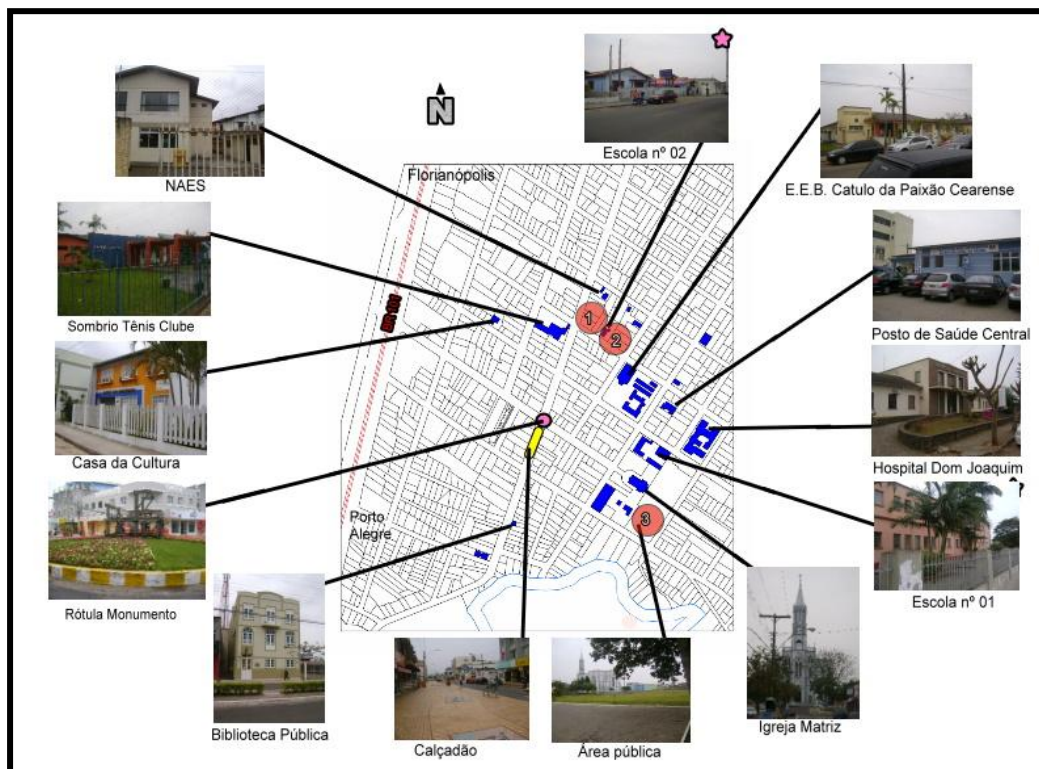 N
Escola nº 02
NAES
E.E.B. Catulo da Paixão Cearense
Florianópolis
BR 101
Sombrio Tênis Clube
Posto de Saúde Central
1
2
Casa da Cultura
Hospital Dom Joaquim
Porto
Alegre
3
Rótula Monumento
Escola nº 01
Biblioteca Pública
Calçadão
Área pública
Igreja Matriz